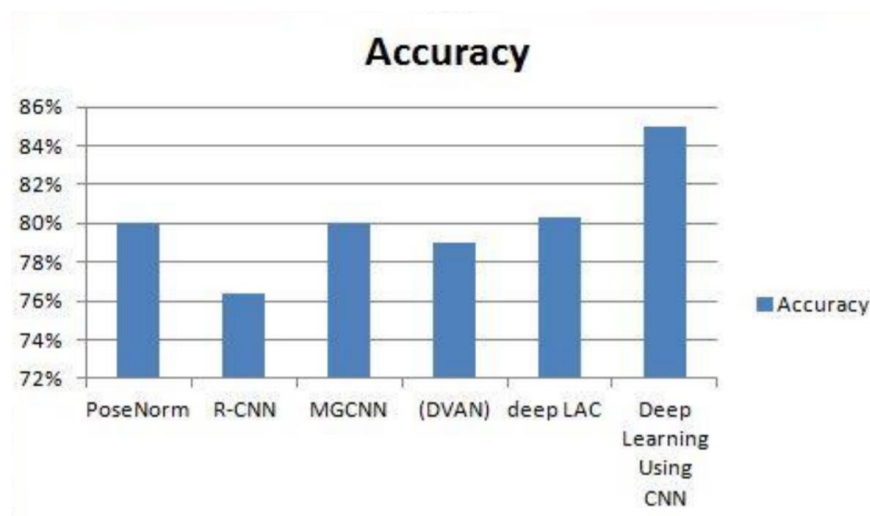 Accuracy
86%
84%
82%
80%
78%
76%
74%
72%
PoseNorm R-CNN MGCNN (DVAN) deep LAC Deep
Learning
Using
CNN
Accuracy